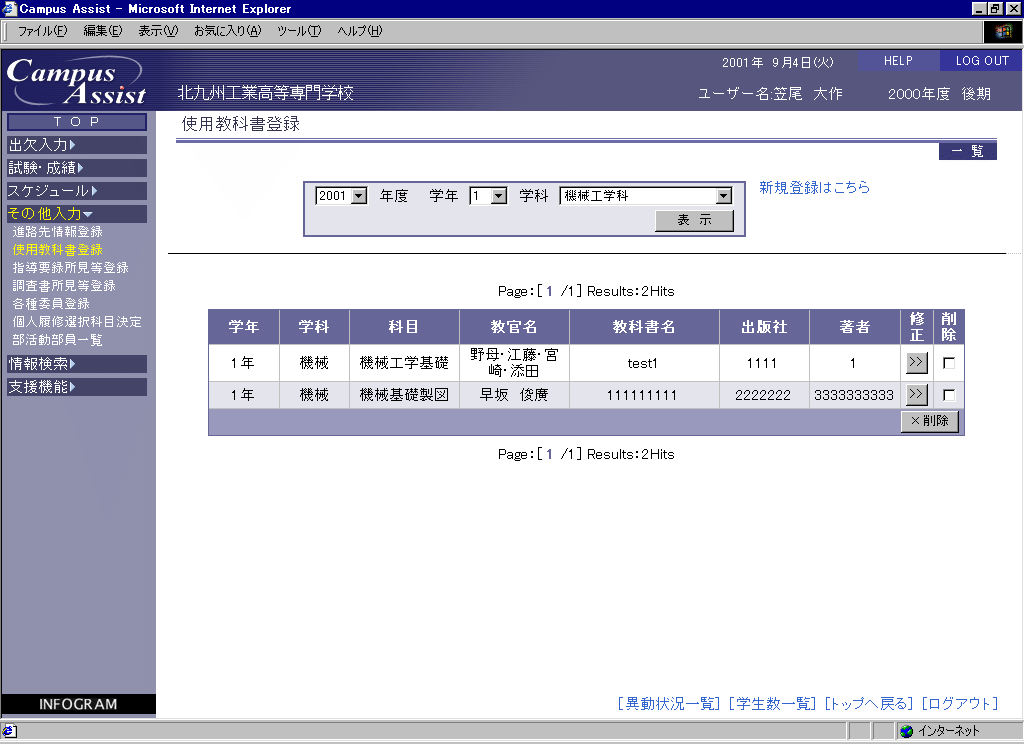 Campus Assist - Microsoft Internet Explorer
ファイル(F) 編集(E) 表示(V) お気に入り(A) ツール(T) ヘルプ(H)
Campus Assist
2001年 9月4日(火) HELP LOG OUT
北九州工業高等専門学校 ユーザー名:笠尾 大作 2000年度 後期
TOP
出欠入力
試験・成績
スケジュール
その他入力
進路先情報登録
使用教科書登録
指導要録所見等登録
調査書所見等登録
各種委員登録
個人履修選択科目決定
部活動部員一覧
情報検索
支援機能
INFOGRAM
使用教科書登録
一覧
2001 年度 学年 1 学科 機械工学科
表 示
新規登録はこちら
Page:[ 1 /1] Results:2Hits
学年 学科 科目 教官名 教科書名 出版社 著者 修正 削除
1年 機械 機械工学基礎 野母・江藤・宮崎・添田 test1 1111 1 >>
1年 機械 機械基礎製図 早坂 俊廣 111111111 2222222 3333333333 >>
×削除
Page:[ 1 /1] Results:2Hits
[異動状況一覧] [学生数一覧] [トップへ戻る] [ログアウト]
インターネット